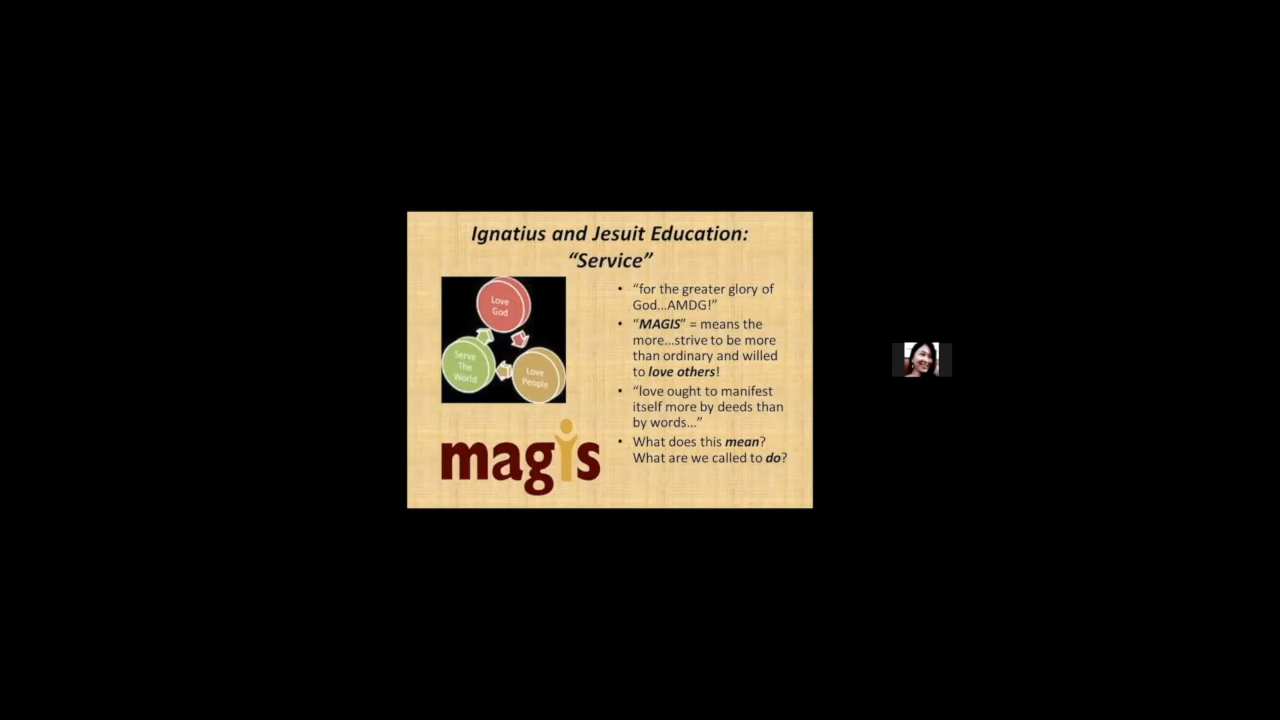 Ignatius and Jesuit Education:
“Service”
Love
God
Serve
The
World
Love
People
magis
• “for the greater glory of
God...AMDG!”
• “MAGIS” = means the
more...strive to be more
than ordinary and willed
to love others!
• “love ought to manifest
itself more by deeds than
by words...”
• What does this mean?
What are we called to do?